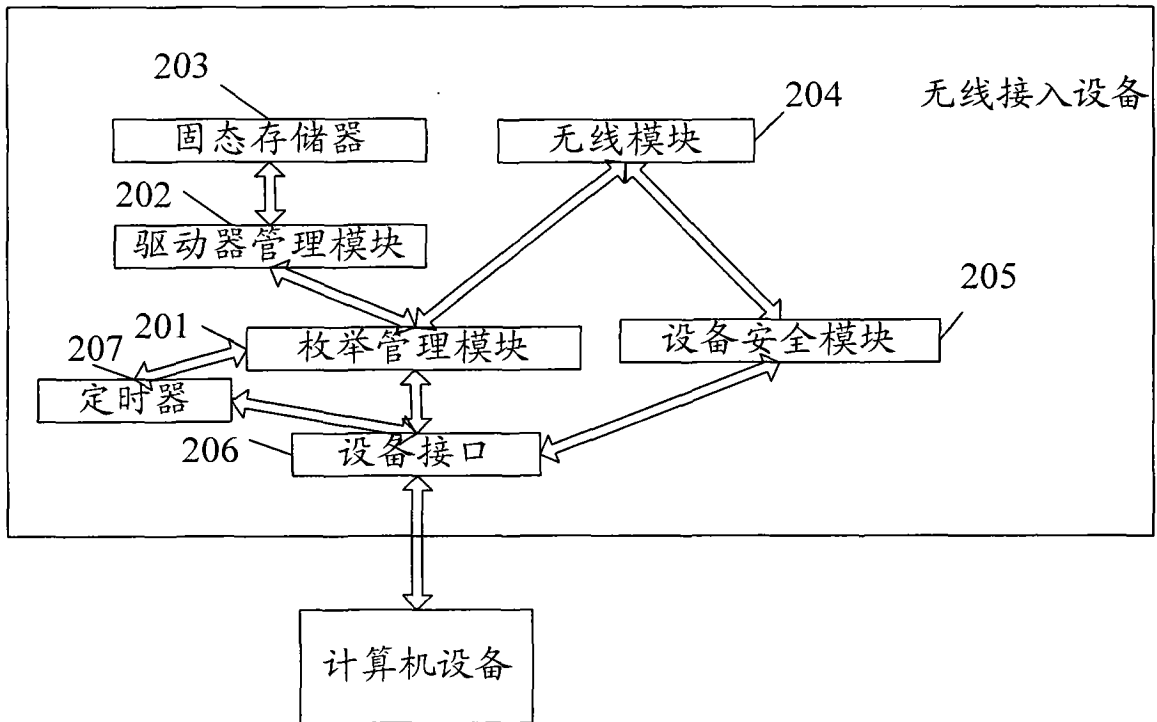 203
204
无线接入设备
固态存储器
无线模块
202
驱动器管理模块
205
201
枚举管理模块
设备安全模块
207
定时器
206
设备接口
计算机设备